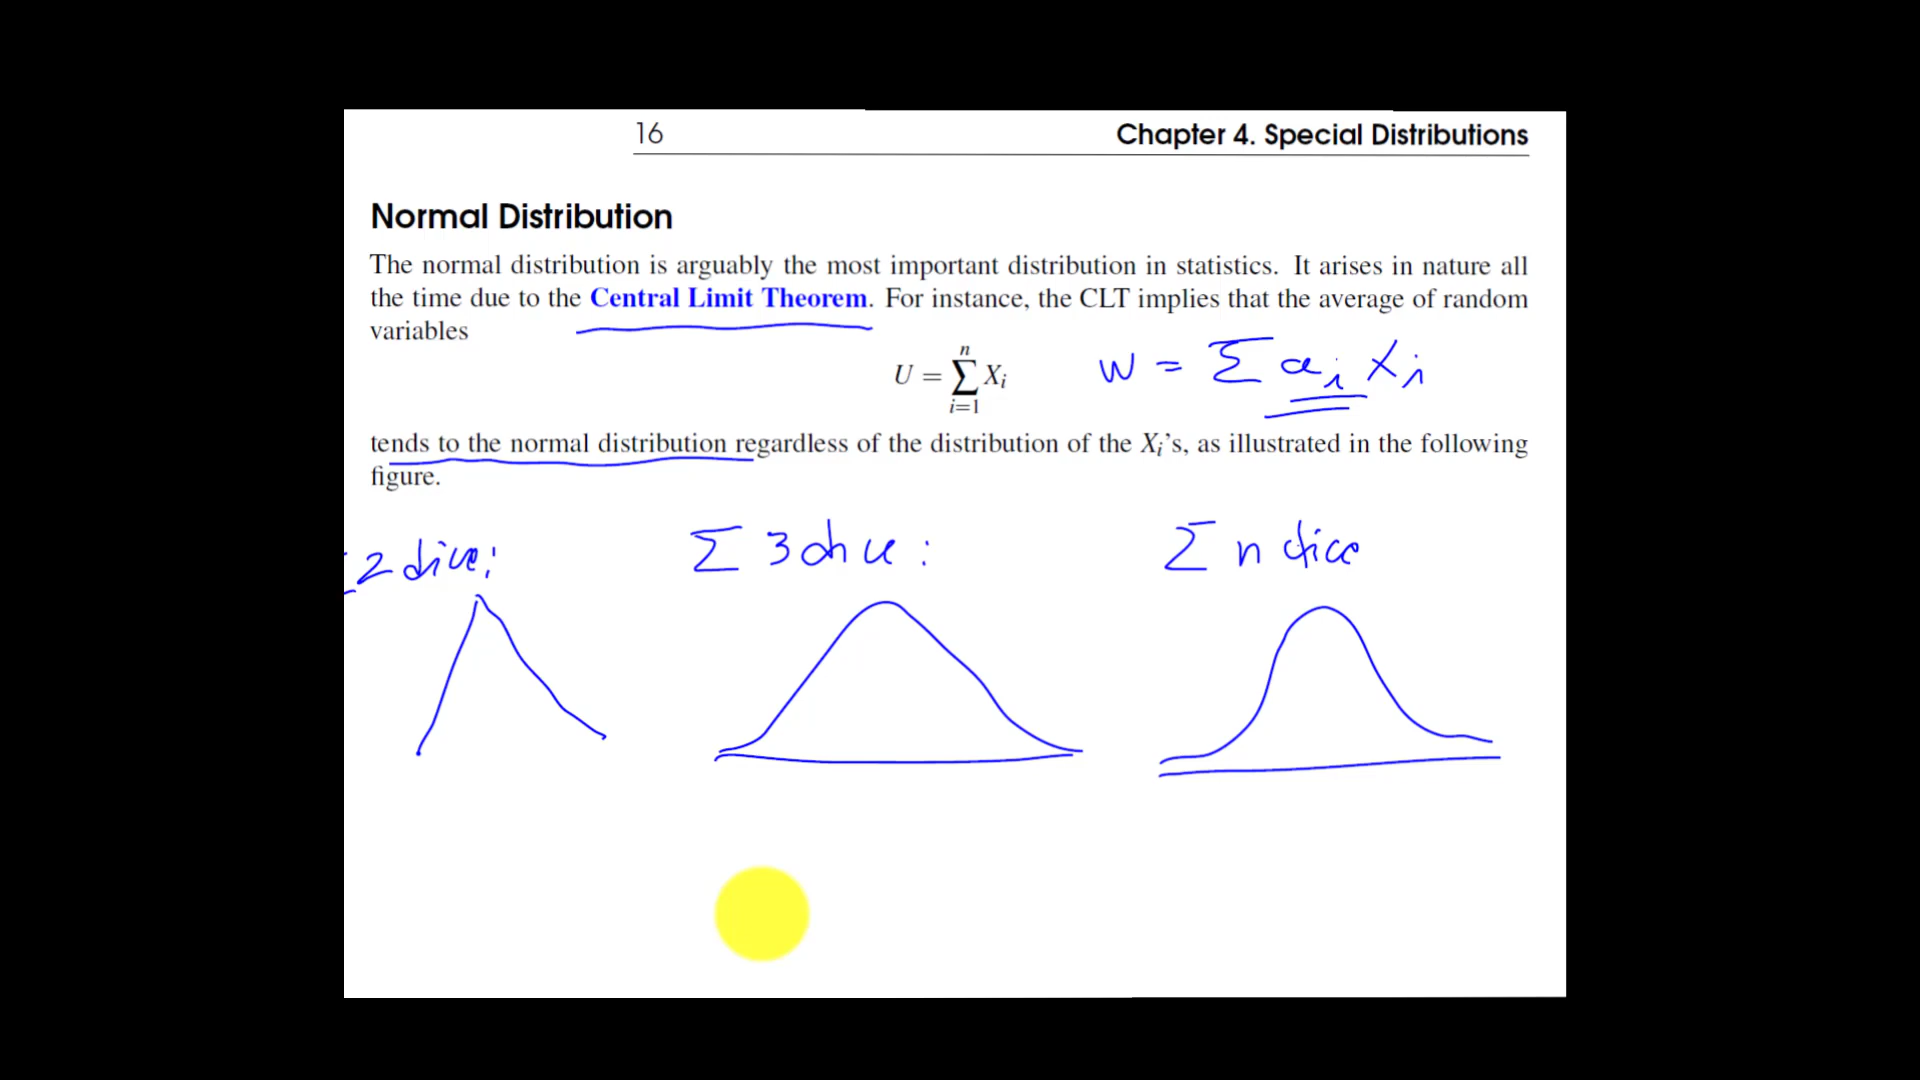 16 Chapter 4. Special Distributions
Normal Distribution
The normal distribution is arguably the most important distribution in statistics. It arises in nature all
the time due to the Central Limit Theorem. For instance, the CLT implies that the average of random
variables
U = ∑_{i=1}^{n} X_i W = ∑ a_i X_i
tends to the normal distribution regardless of the distribution of the X_i's, as illustrated in the following
figure.
2 dice: ∑ 3 dice: ∑ n dice